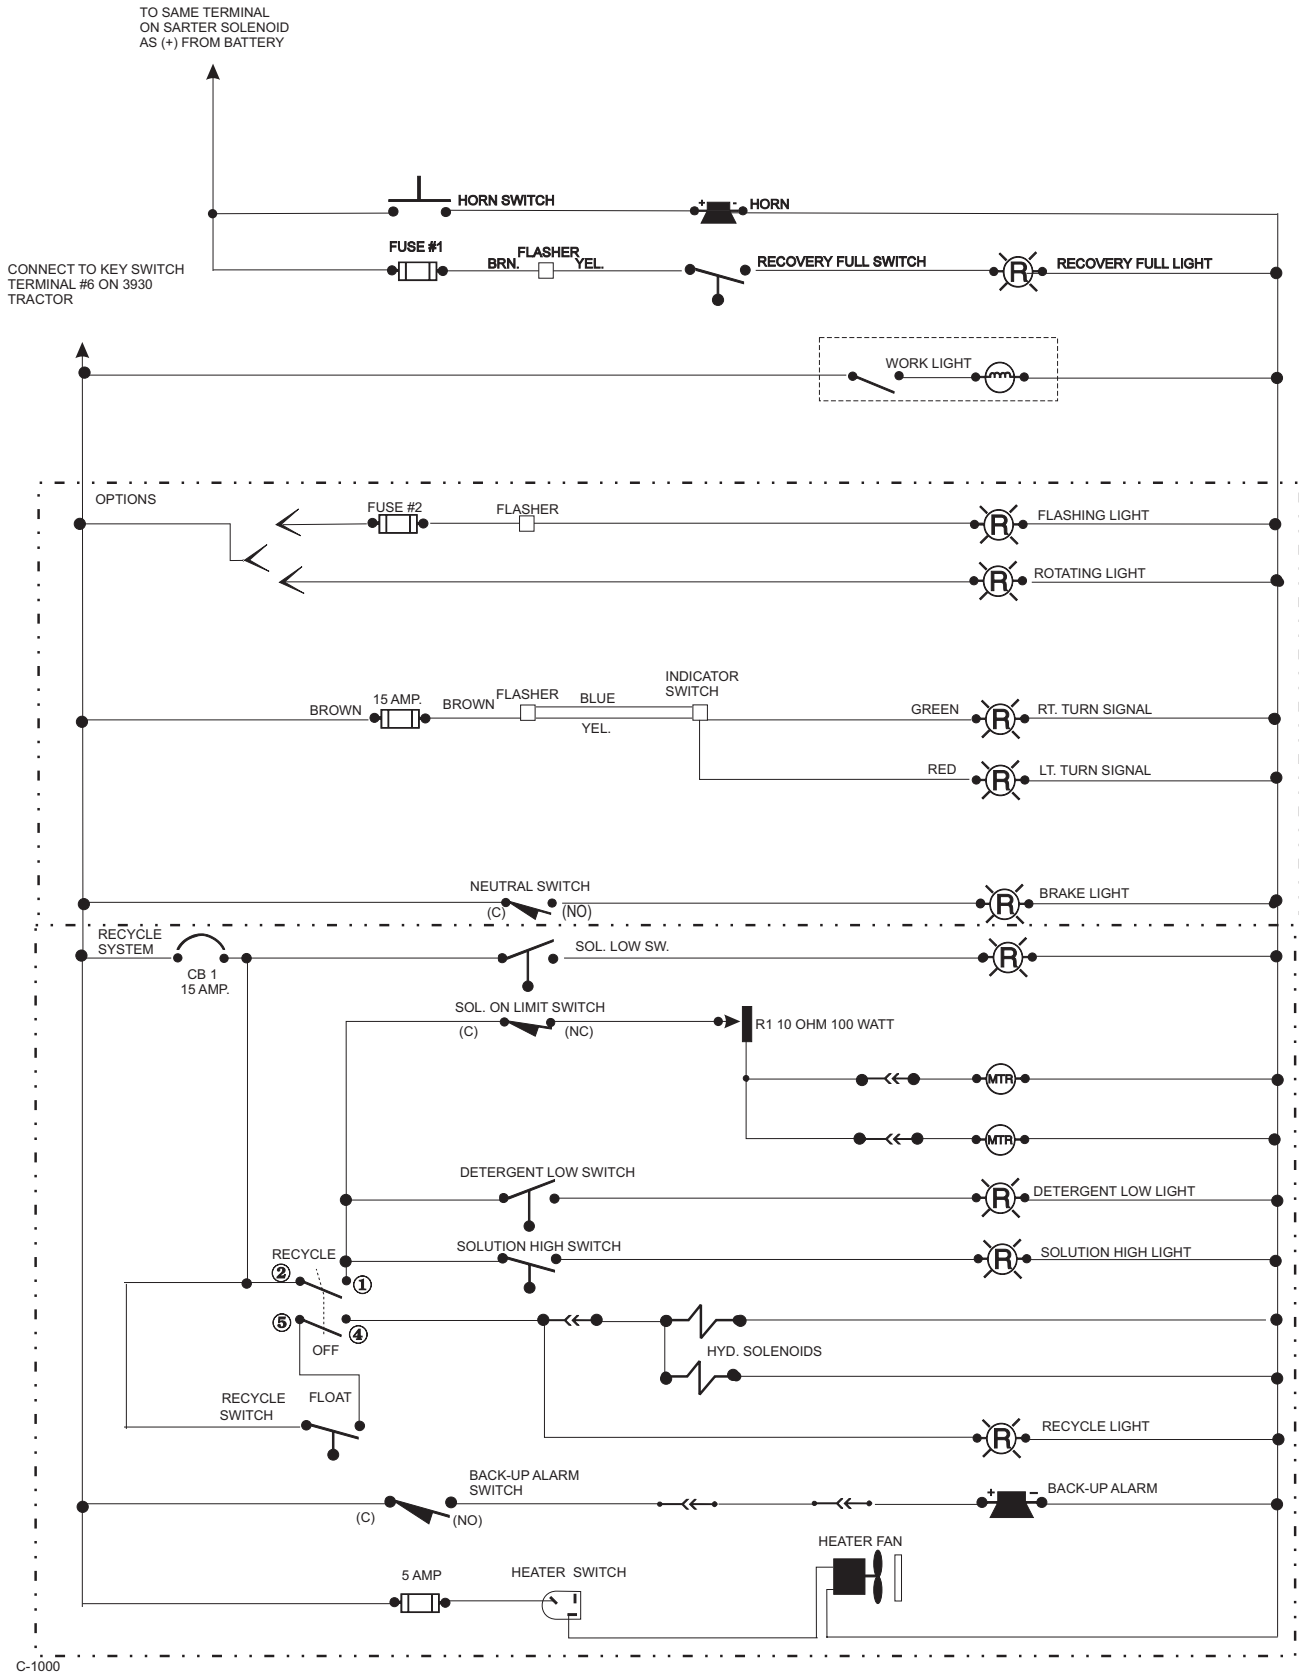 TO SAME TERMINAL
ON SARTER SOLENOID
AS (+) FROM BATTERY
HORN SWITCH
+ -
HORN
FUSE #1
BRN.
FLASHER
YEL.
RECOVERY FULL SWITCH
R
RECOVERY FULL LIGHT
CONNECT TO KEY SWITCH
TERMINAL #6 ON 3930
TRACTOR
WORK LIGHT
OPTIONS
FUSE #2
FLASHER
R
FLASHING LIGHT
R
ROTATING LIGHT
BROWN
15 AMP.
BROWN
FLASHER
BLUE
YEL.
INDICATOR
SWITCH
GREEN
R
RT. TURN SIGNAL
RED
R
LT. TURN SIGNAL
NEUTRAL SWITCH
(C)
(NO)
R
BRAKE LIGHT
RECYCLE
SYSTEM
CB 1
15 AMP.
SOL. LOW SW.
R
SOL. ON LIMIT SWITCH
(C)
(NC)
R1 10 OHM 100 WATT
MTR
MTR
DETERGENT LOW SWITCH
R
DETERGENT LOW LIGHT
SOLUTION HIGH SWITCH
R
SOLUTION HIGH LIGHT
RECYCLE
2
1
5
4
OFF
HYD. SOLENOIDS
RECYCLE
SWITCH
FLOAT
R
RECYCLE LIGHT
BACK-UP ALARM
SWITCH
(C)
(NO)
+ -
BACK-UP ALARM
HEATER FAN
5 AMP
HEATER SWITCH
C-1000